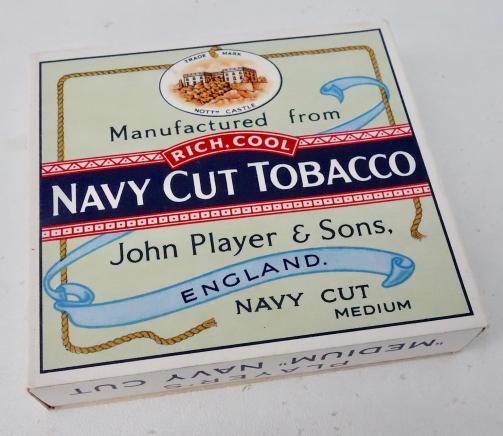 TRADE MARK
NOTTM CASTLE
Manufactured from
RICH, COOL
NAVY CUT TOBACCO
John Player & Sons,
ENGLAND.
NAVY CUT
MEDIUM
PLAYER'S
"MEDIUM" NAVY CUT